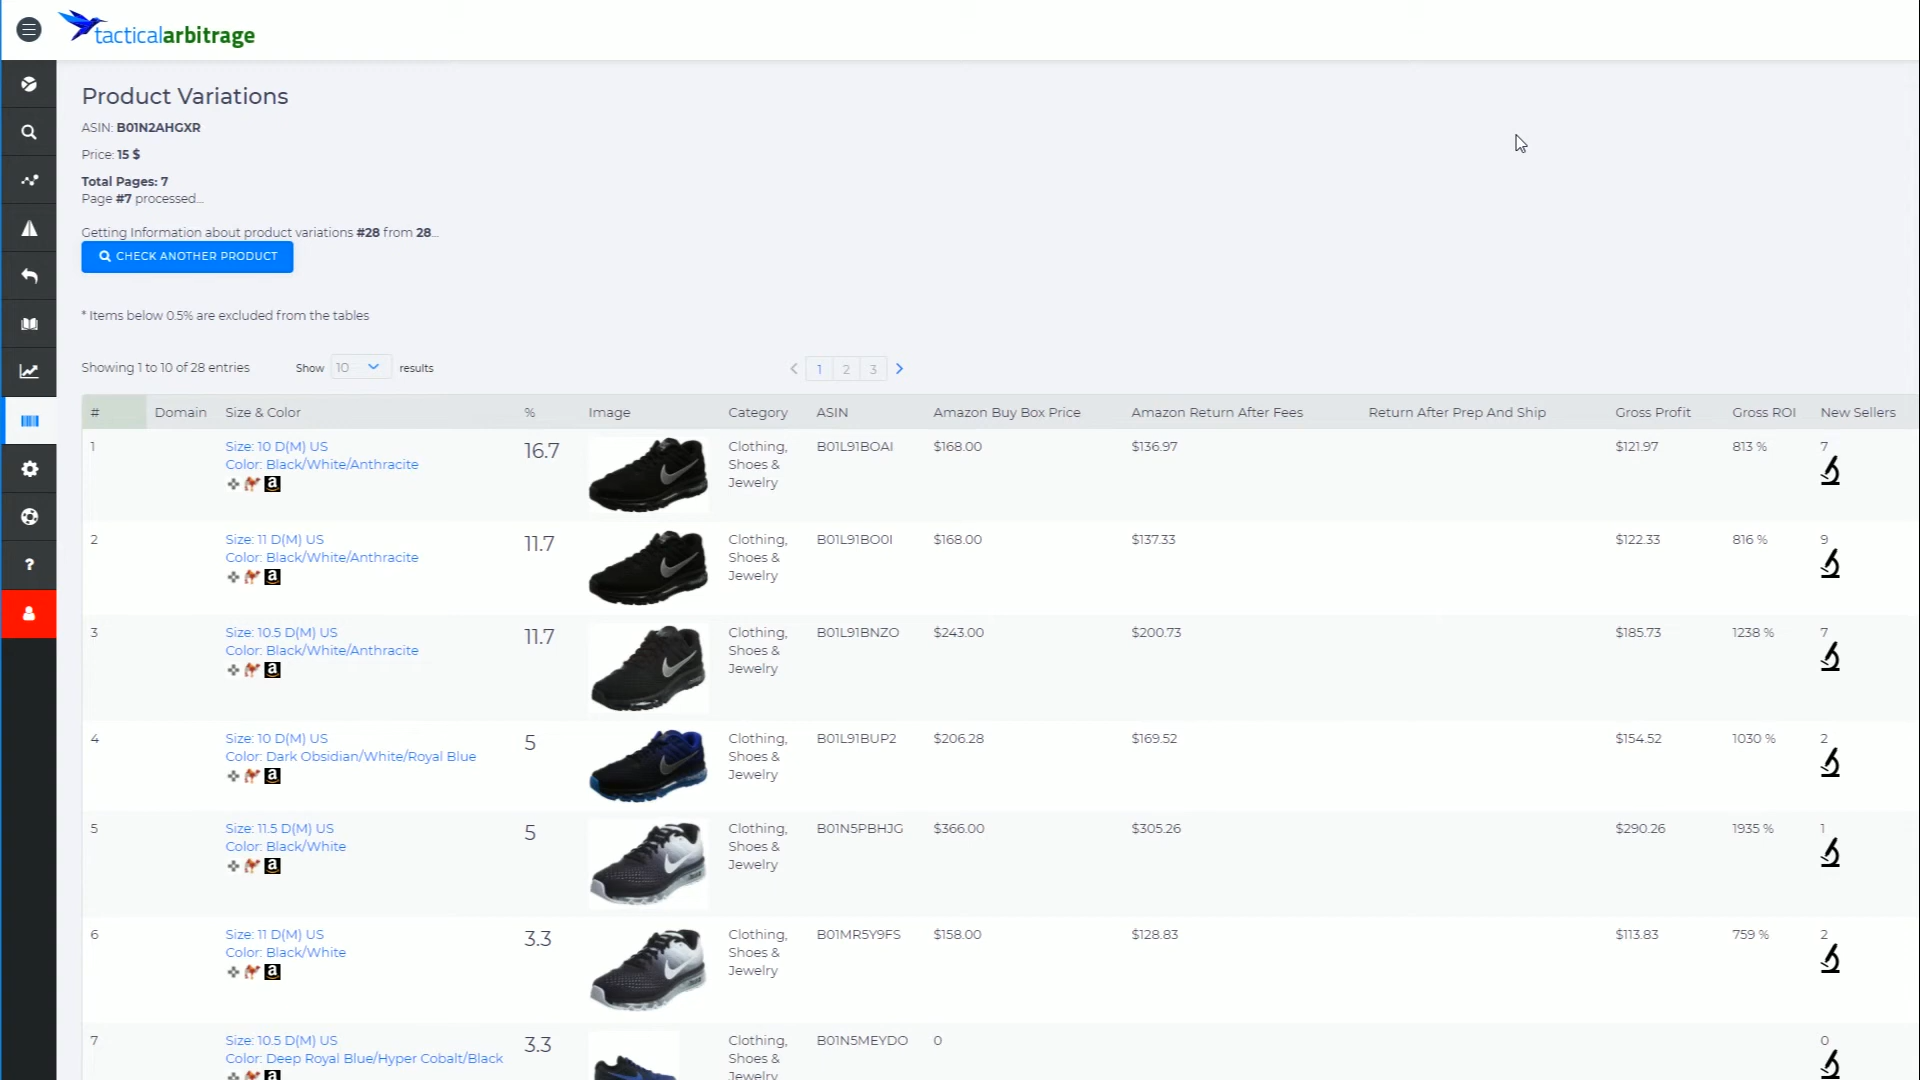 tacticalarbitrage
Product Variations
ASIN: B01N2AHGXR
Price: 15 $
Total Pages: 7
Page #7 processed...
Getting Information about product variations #28 from 28...
CHECK ANOTHER PRODUCT
* Items below 0.5% are excluded from the tables
Showing 1 to 10 of 28 entries Show 10 results < 1 2 3 >
# Domain Size & Color % Image Category ASIN Amazon Buy Box Price Amazon Return After Fees Return After Prep And Ship Gross Profit Gross ROI New Sellers
1 Size: 10 D(M) US 16.7 Clothing, B01L91BOAI $168.00 $136.97 $121.97 813 % 7
Color: Black/White/Anthracite Shoes &
Jewelry
2 Size: 11 D(M) US 11.7 Clothing, B01L91BO0I $168.00 $137.33 $122.33 816 % 9
Color: Black/White/Anthracite Shoes &
Jewelry
3 Size: 10.5 D(M) US 11.7 Clothing, B01L91BNZO $243.00 $200.73 $185.73 1238 % 7
Color: Black/White/Anthracite Shoes &
Jewelry
4 Size: 10 D(M) US 5 Clothing, B01L91BUP2 $206.28 $169.52 $154.52 1030 % 2
Color: Dark Obsidian/White/Royal Blue Shoes &
Jewelry
5 Size: 11.5 D(M) US 5 Clothing, B01N5PBHJG $366.00 $305.26 $290.26 1935 % 1
Color: Black/White Shoes &
Jewelry
6 Size: 11 D(M) US 3.3 Clothing, B01MR5Y9FS $158.00 $128.83 $113.83 759 % 2
Color: Black/White Shoes &
Jewelry
7 Size: 10.5 D(M) US 3.3 Clothing, B01N5MEYDO 0 0
Color: Deep Royal Blue/Hyper Cobalt/Black Shoes &
Jewelry